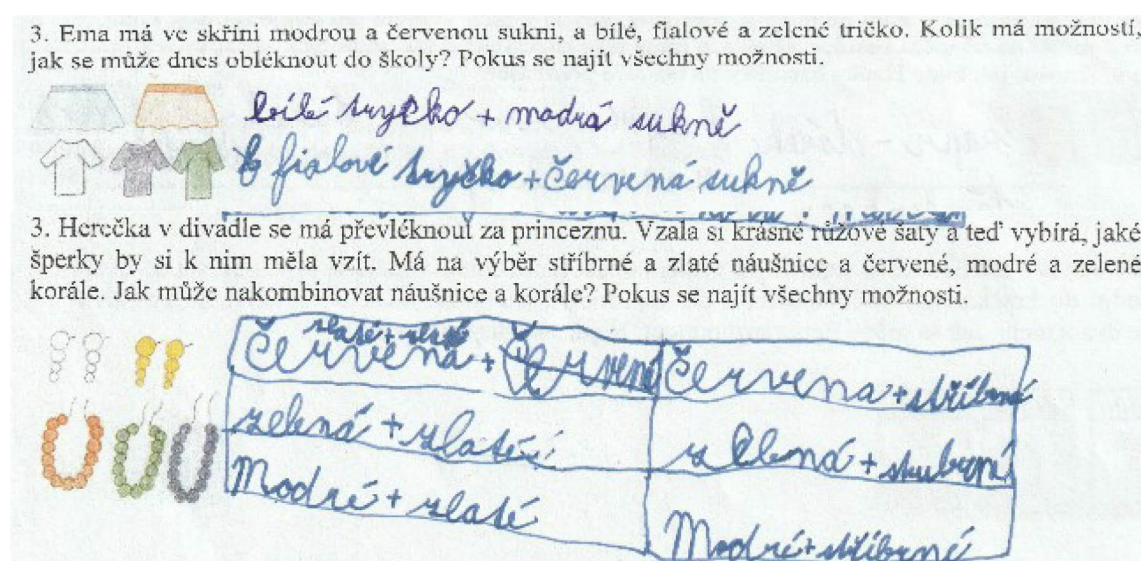 3. Ema má ve skříni modrou a červenou sukni, a bílé, fialové a zelené tričko. Kolik má možností,
jak se může dnes obléknout do školy? Pokus se najít všechny možnosti.
bílé tryčko + modrá sukně
fialové tryčko + červená sukně
3. Herečka v divadle se má převléknout za princeznu. Vzala si krásné růžové šaty a teď vybírá, jaké
šperky by si k nim měla vzít. Má na výběr stříbrné a zlaté náušnice a červené, modré a zelené
korále. Jak může nakombinovat náušnice a korále? Pokus se najít všechny možnosti.
zlaté + zlaté
Červená + červená Červena + stříbrné
zelená + zlaté
Modré + zlaté
Modré + stříbrné